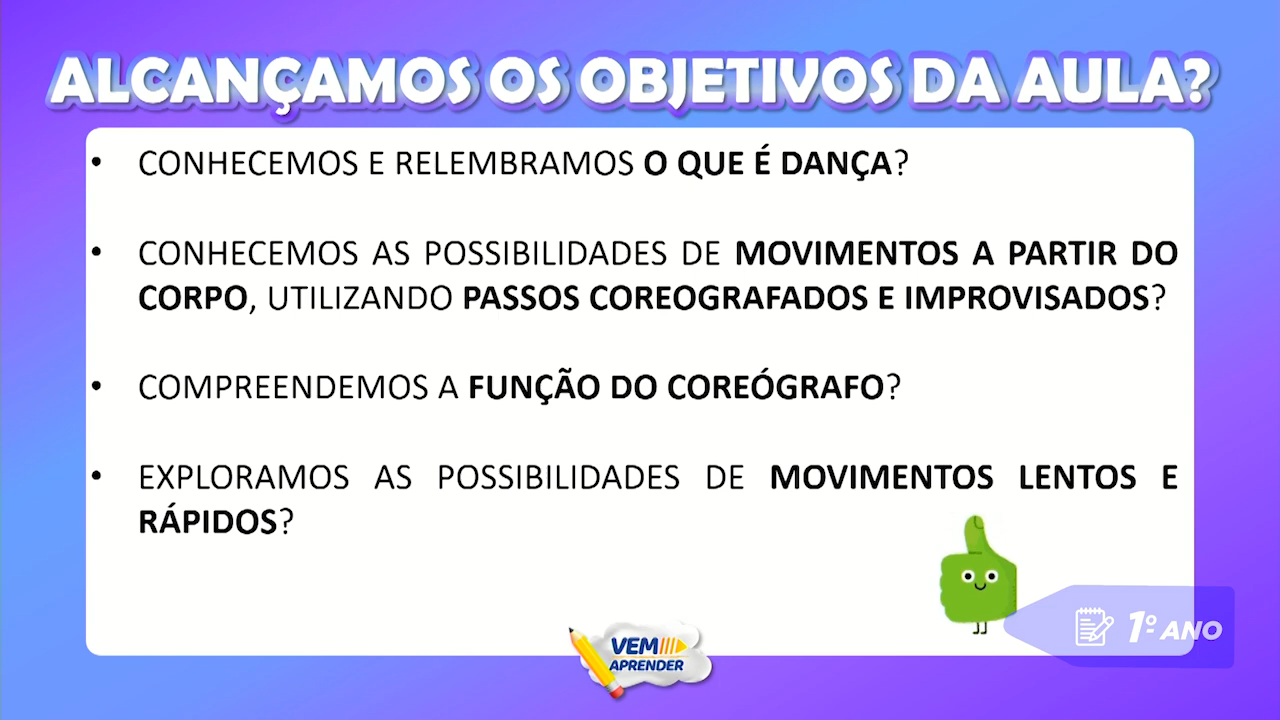 ALCANÇAMOS OS OBJETIVOS DA AULA?
• CONHECEMOS E RELEMBRAMOS O QUE É DANÇA?
• CONHECEMOS AS POSSIBILIDADES DE MOVIMENTOS A PARTIR DO
CORPO, UTILIZANDO PASSOS COREOGRAFADOS E IMPROVISADOS?
• COMPREENDEMOS A FUNÇÃO DO COREÓGRAFO?
• EXPLORAMOS AS POSSIBILIDADES DE MOVIMENTOS LENTOS E
RÁPIDOS?
1º ANO
VEM
APRENDER